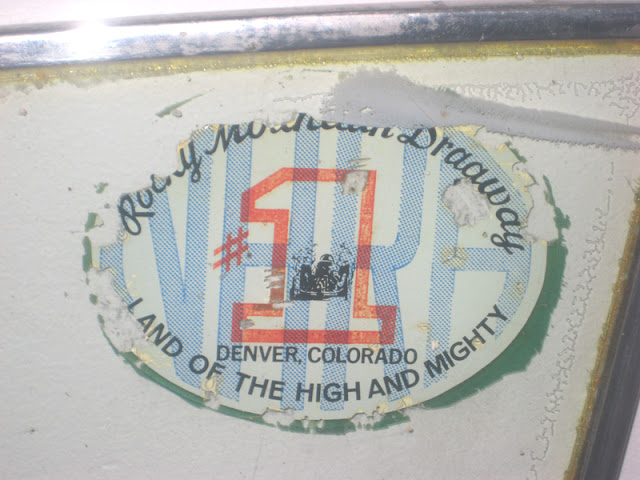 Rocky Mountain Dragway
#1
DENVER, COLORADO
LAND OF THE HIGH AND MIGHTY